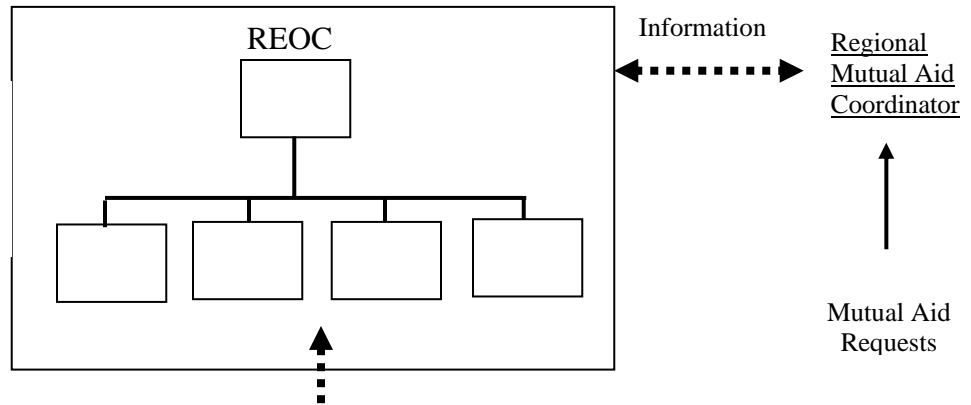 REOC
Information
Regional
Mutual Aid
Coordinator
Mutual Aid
Requests